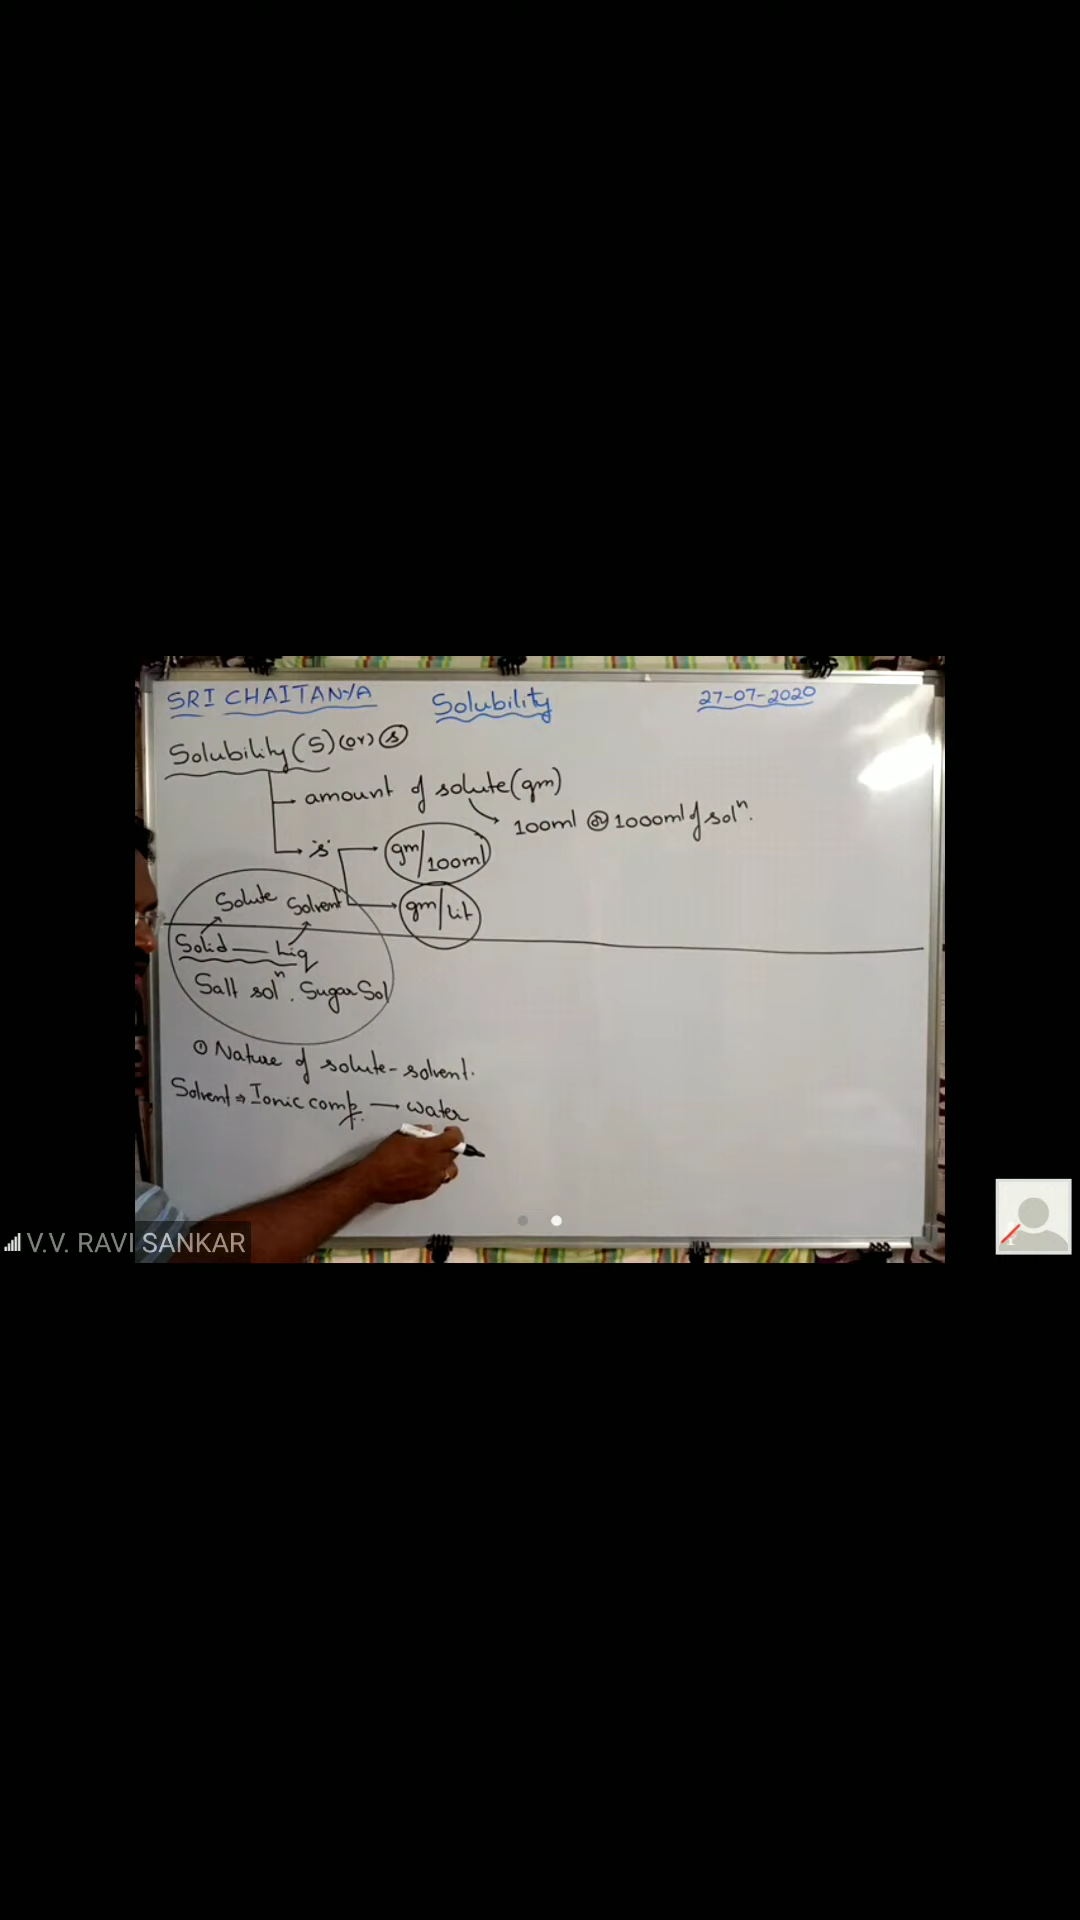 SRI CHAITANYA Solubility 27-07-2020
Solubility (S) (or) (s)
amount of solute (gm)
100ml or 1000ml of solⁿ.
's' gm/100ml
Solute Solvent gm/Lit
Solid — Liq
Salt solⁿ. Sugar Sol
① Nature of solute-solvent.
Solvent ⇒ Ionic comp. — water
V.V. RAVI SANKAR